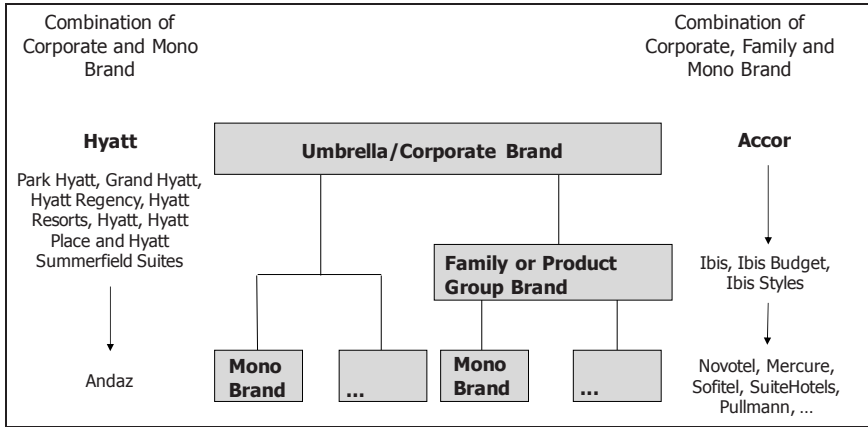 Combination of
Corporate and Mono
Brand
Combination of
Corporate, Family and
Mono Brand
Hyatt
Umbrella/Corporate Brand
Accor
Park Hyatt, Grand Hyatt,
Hyatt Regency, Hyatt
Resorts, Hyatt, Hyatt
Place and Hyatt
Summerfield Suites
Family or Product
Group Brand
Ibis, Ibis Budget,
Ibis Styles
Andaz
Mono
Brand
...
Mono
Brand
...
Novotel, Mercure,
Sofitel, SuiteHotels,
Pullmann, ...